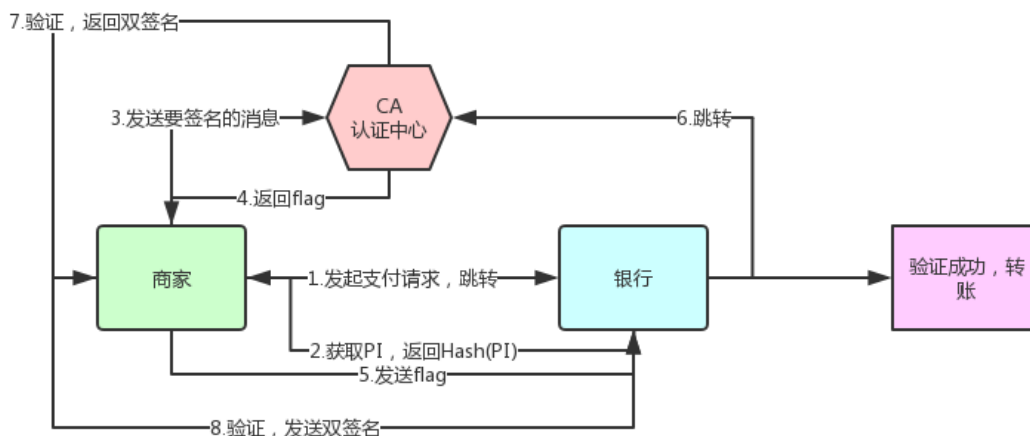 7.验证，返回双签名
CA
认证中心
3.发送要签名的消息
6.跳转
4.返回flag
商家
1.发起支付请求，跳转
银行
验证成功，转
账
2.获取PI，返回Hash(PI)
5.发送flag
8.验证，发送双签名